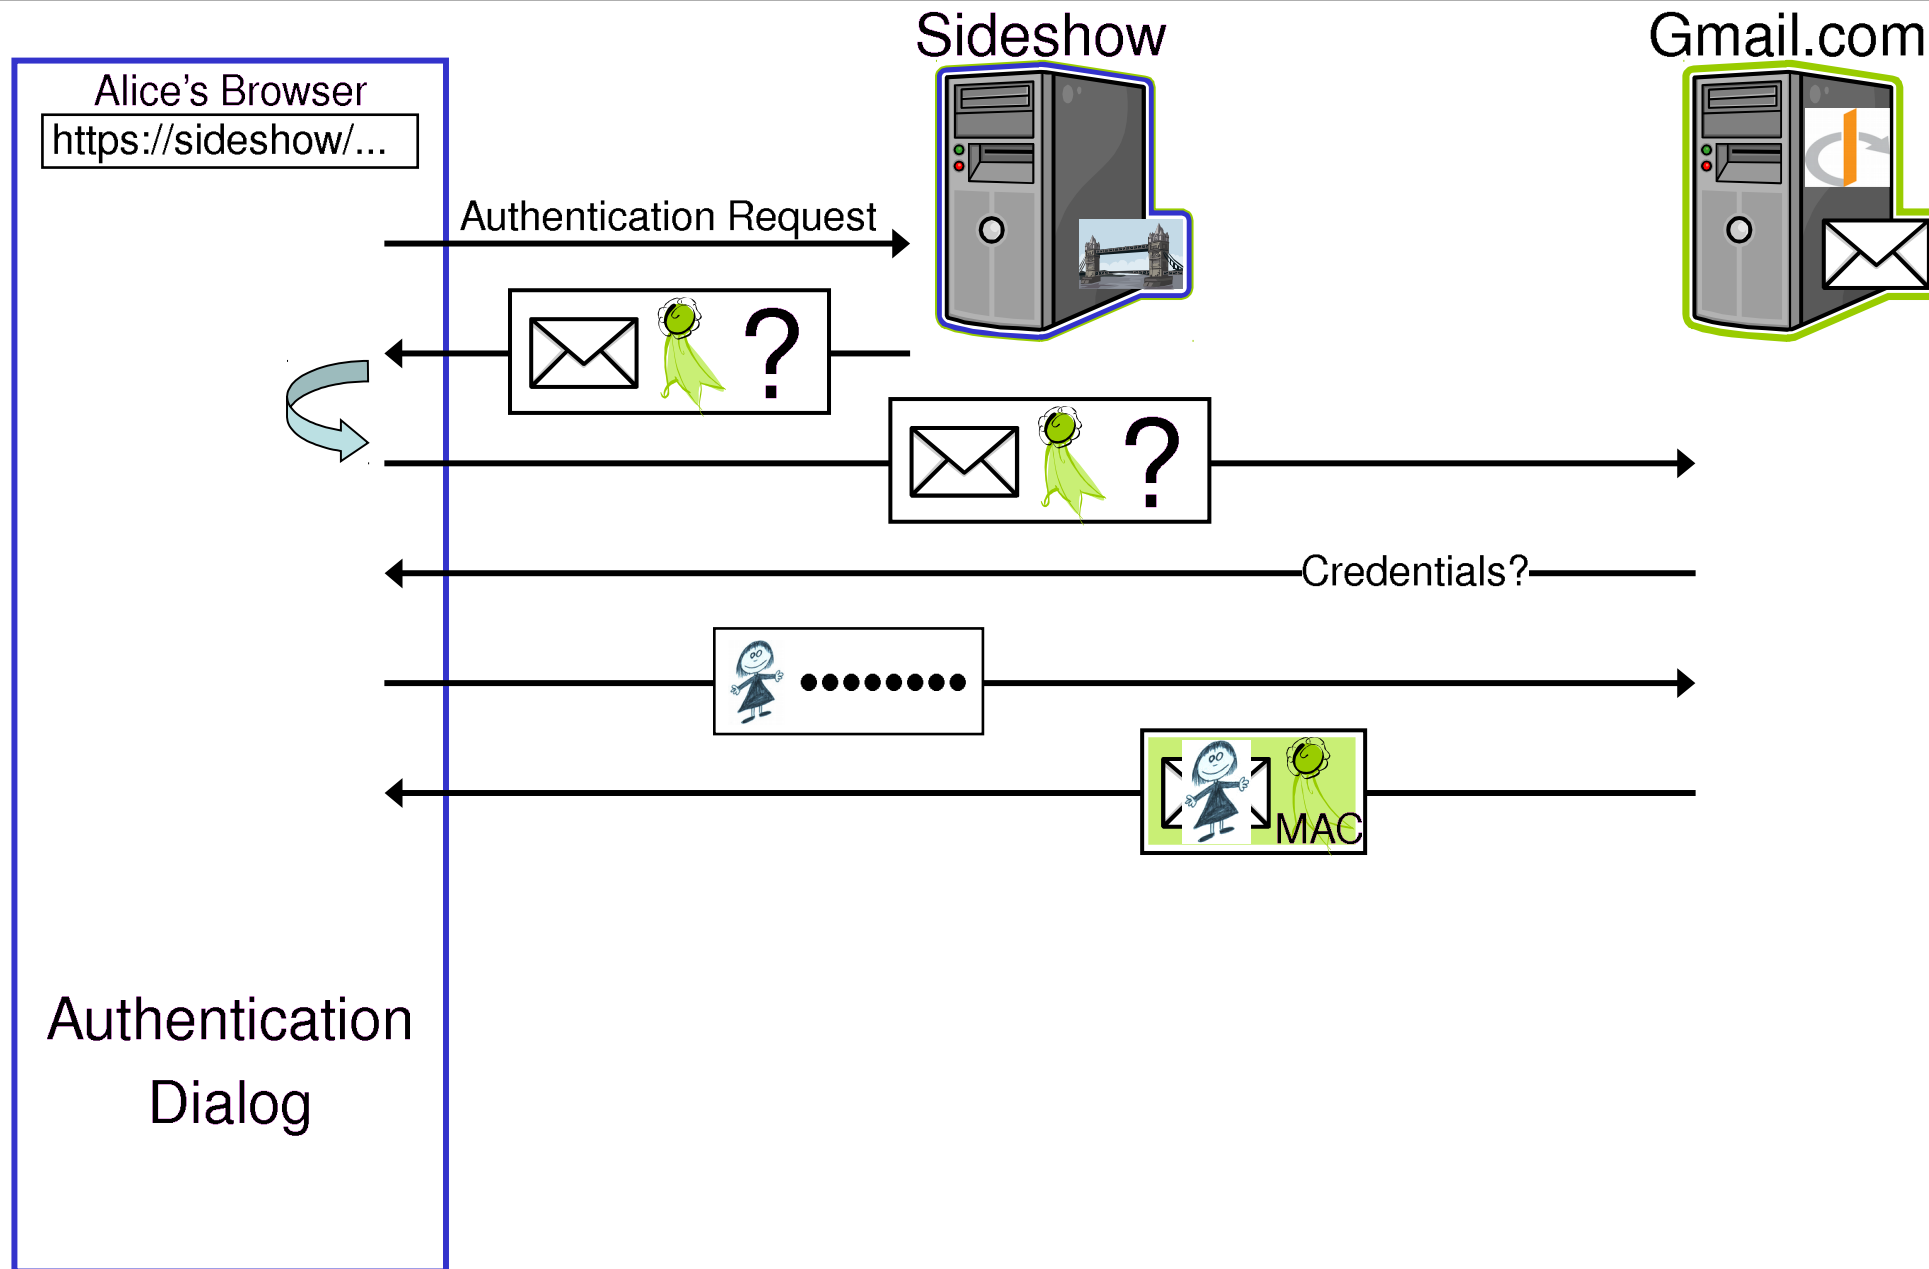 Sideshow
Gmail.com
Alice's Browser
https://sideshow/...
Authentication Request
?
?
Credentials?
MAC
Authentication
Dialog